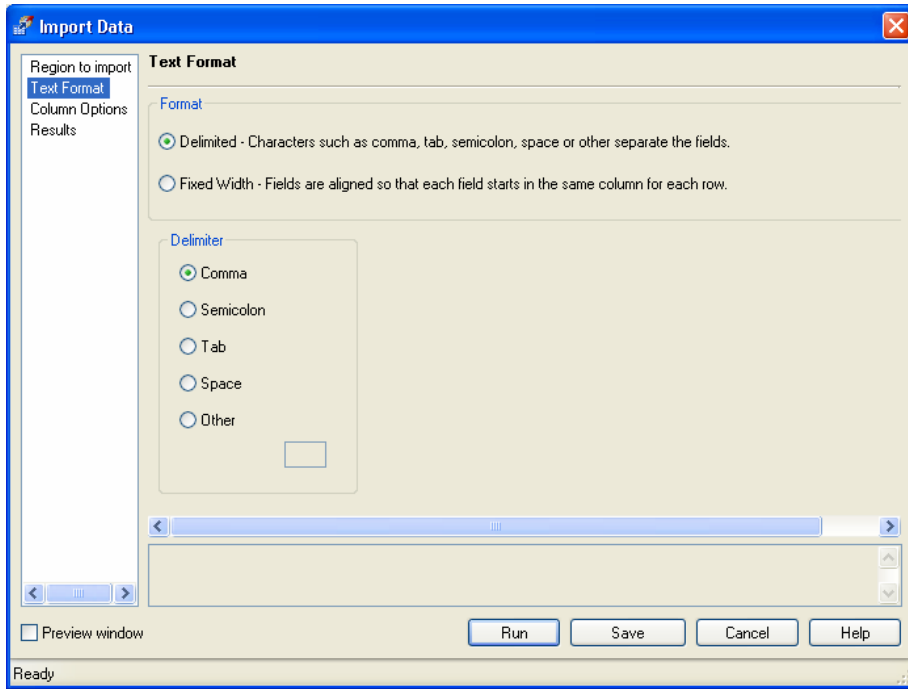 Import Data
Region to import
Text Format
Column Options
Results
Text Format
Format
Delimited - Characters such as comma, tab, semicolon, space or other separate the fields.
Fixed Width - Fields are aligned so that each field starts in the same column for each row.
Delimiter
Comma
Semicolon
Tab
Space
Other
Preview window
Run
Save
Cancel
Help
Ready